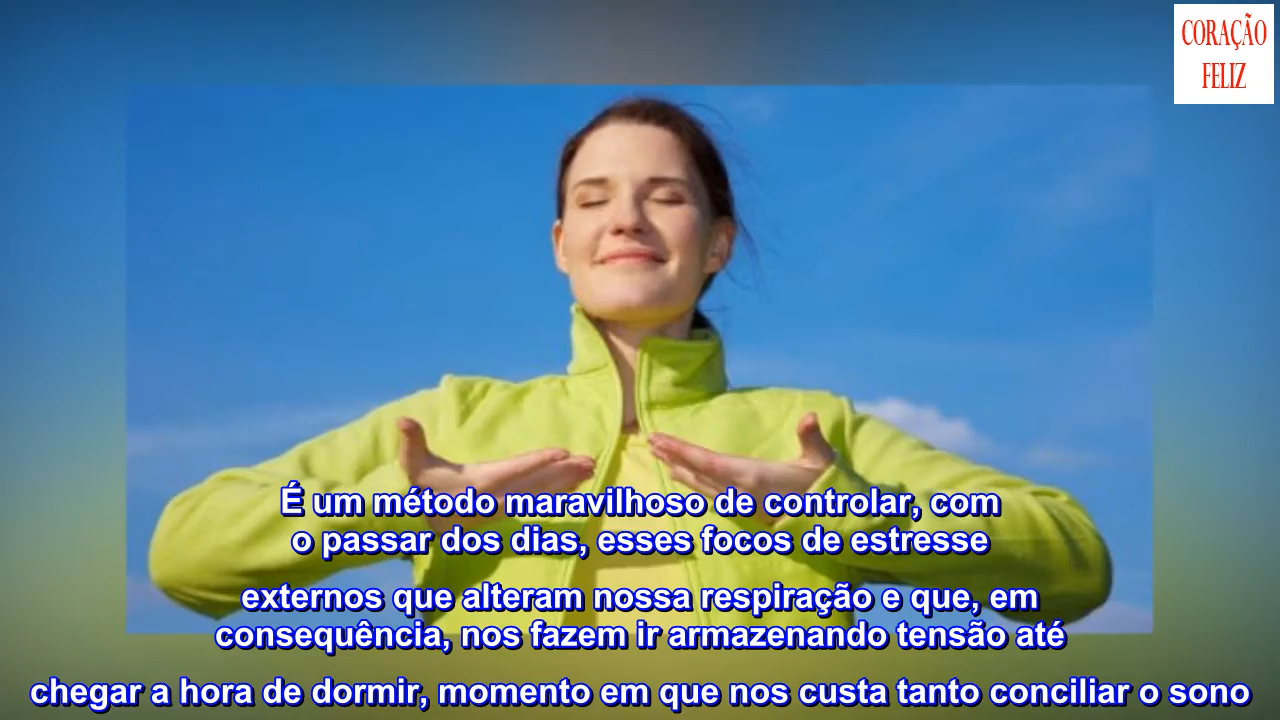 CORAÇÃO
FELIZ
É um método maravilhoso de controlar, com
o passar dos dias, esses focos de estresse
externos que alteram nossa respiração e que, em
consequência, nos fazem ir armazenando tensão até
chegar a hora de dormir, momento em que nos custa tanto conciliar o sono